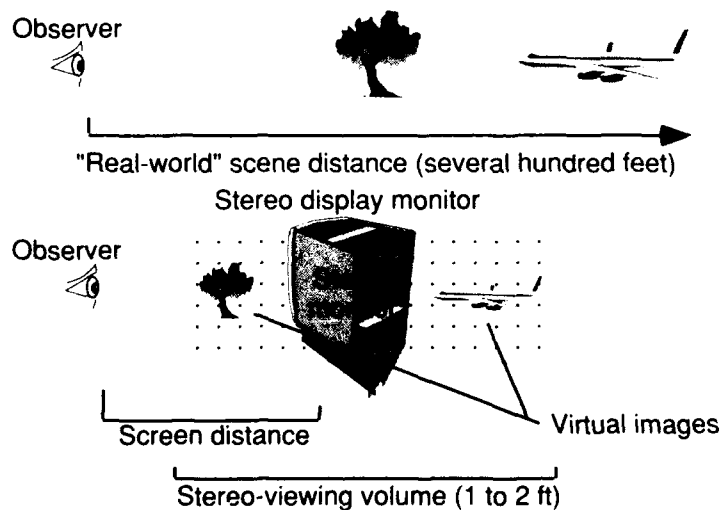 Observer
"Real-world" scene distance (several hundred feet)
Stereo display monitor
Observer
Screen distance
Virtual images
Stereo-viewing volume (1 to 2 ft)